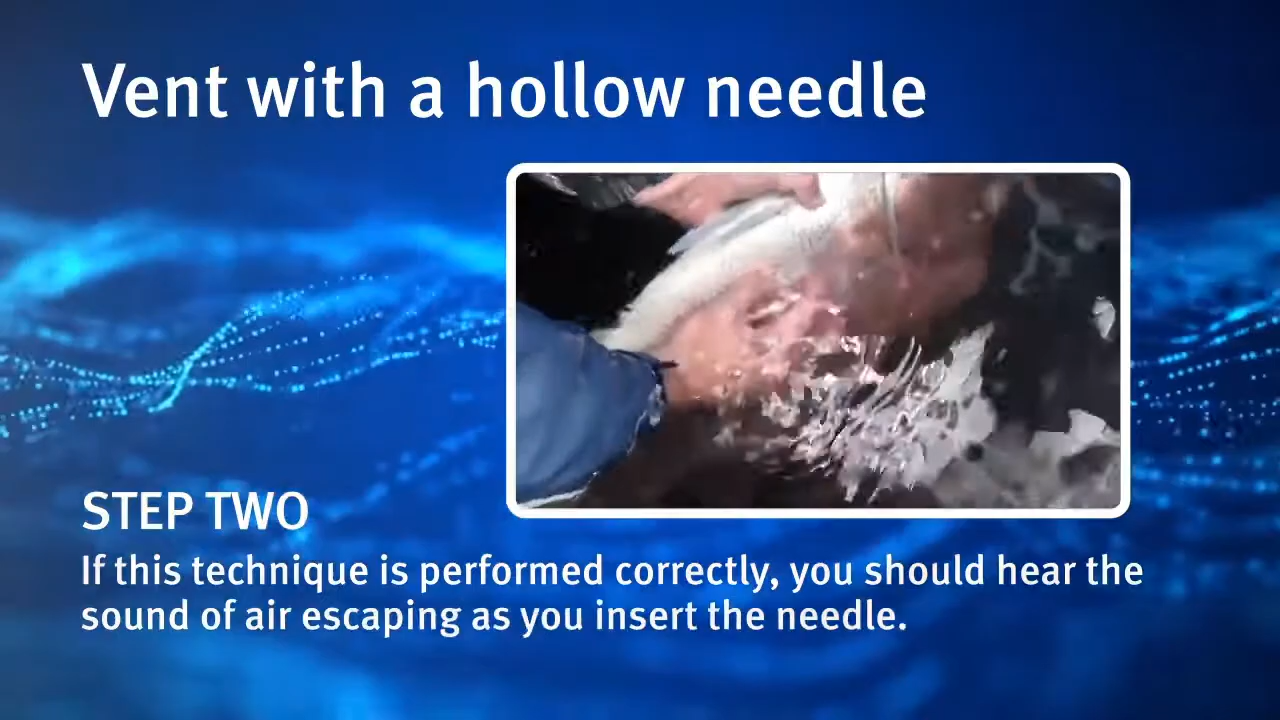 Vent with a hollow needle
STEP TWO
If this technique is performed correctly, you should hear the
sound of air escaping as you insert the needle.